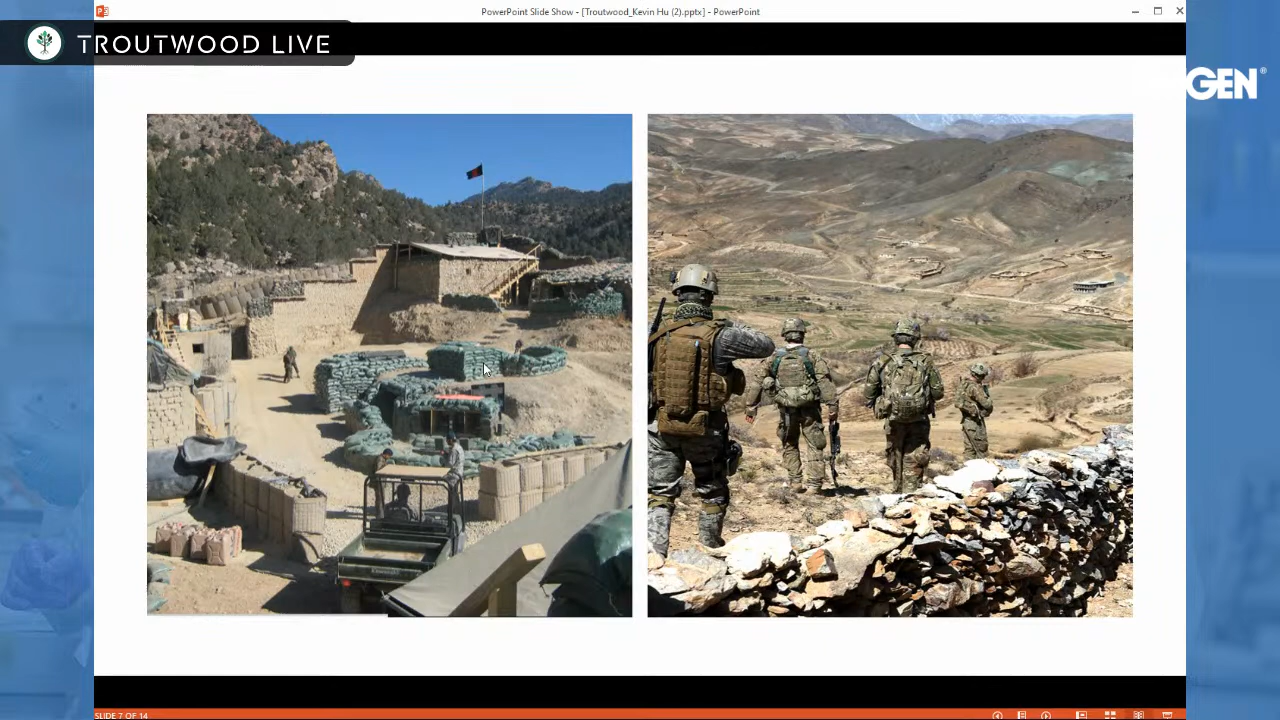 PowerPoint Slide Show - [Troutwood_Kevin Hu (2).pptx] - PowerPoint
TROUTWOOD LIVE
GEN®
SLIDE 7 OF 14